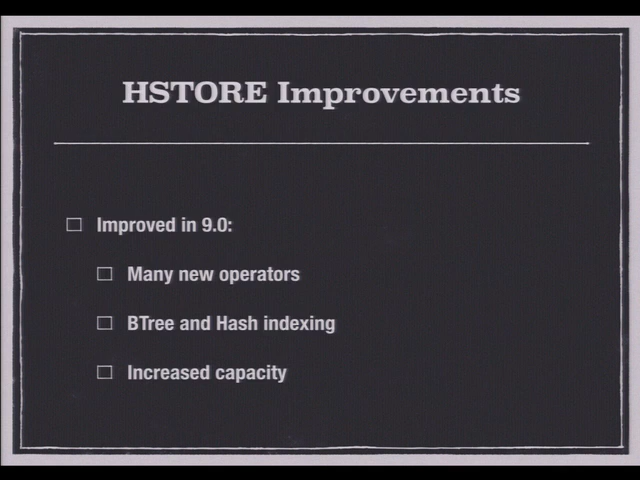 HSTORE Improvements
Improved in 9.0:
Many new operators
BTree and Hash indexing
Increased capacity